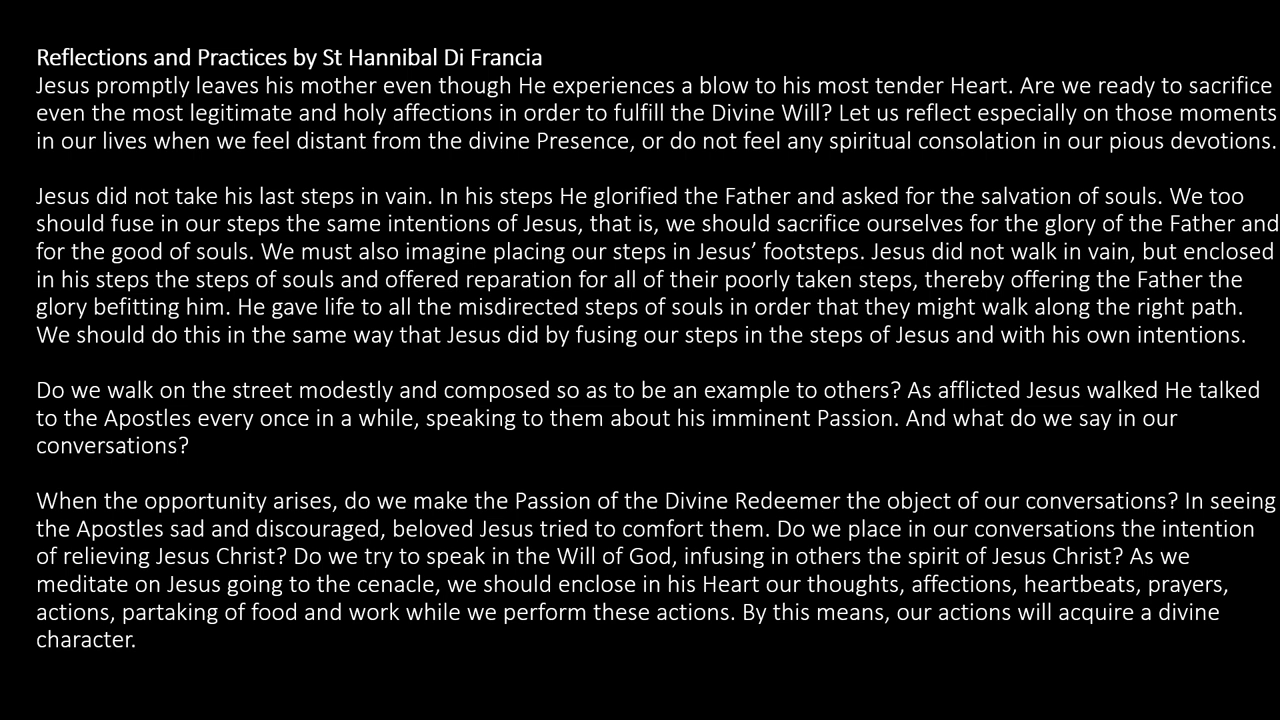 Reflections and Practices by St Hannibal Di Francia
Jesus promptly leaves his mother even though He experiences a blow to his most tender Heart. Are we ready to sacrifice
even the most legitimate and holy affections in order to fulfill the Divine Will? Let us reflect especially on those moments
in our lives when we feel distant from the divine Presence, or do not feel any spiritual consolation in our pious devotions.
Jesus did not take his last steps in vain. In his steps He glorified the Father and asked for the salvation of souls. We too
should fuse in our steps the same intentions of Jesus, that is, we should sacrifice ourselves for the glory of the Father and
for the good of souls. We must also imagine placing our steps in Jesus’ footsteps. Jesus did not walk in vain, but enclosed
in his steps the steps of souls and offered reparation for all of their poorly taken steps, thereby offering the Father the
glory befitting him. He gave life to all the misdirected steps of souls in order that they might walk along the right path.
We should do this in the same way that Jesus did by fusing our steps in the steps of Jesus and with his own intentions.
Do we walk on the street modestly and composed so as to be an example to others? As afflicted Jesus walked He talked
to the Apostles every once in a while, speaking to them about his imminent Passion. And what do we say in our
conversations?
When the opportunity arises, do we make the Passion of the Divine Redeemer the object of our conversations? In seeing
the Apostles sad and discouraged, beloved Jesus tried to comfort them. Do we place in our conversations the intention
of relieving Jesus Christ? Do we try to speak in the Will of God, infusing in others the spirit of Jesus Christ? As we
meditate on Jesus going to the cenacle, we should enclose in his Heart our thoughts, affections, heartbeats, prayers,
actions, partaking of food and work while we perform these actions. By this means, our actions will acquire a divine
character.